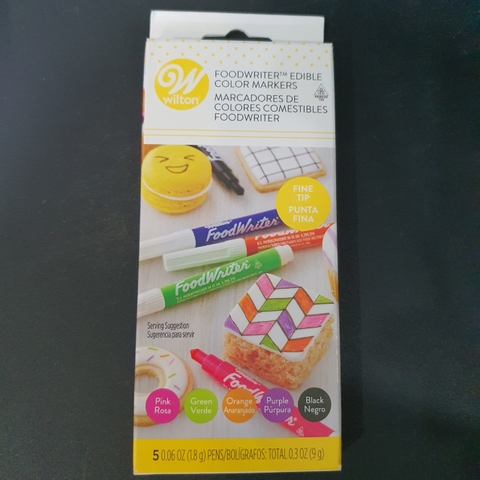 W
wilton
FOODWRITER™ EDIBLE
COLOR MARKERS
MARCADORES DE
COLORES COMESTIBLES
FOODWRITER
FINE
TIP
PUNTA
FINA
FoodWriter
FoodWriter
FoodWriter
Serving Suggestion
Sugerencia para servir
Pink
Rosa
Green
Verde
Orange
Anaranjado
Purple
Púrpura
Black
Negro
5 0.06 OZ (1.8 g) PENS/BOLÍGRAFOS: TOTAL 0.3 OZ (9 g)